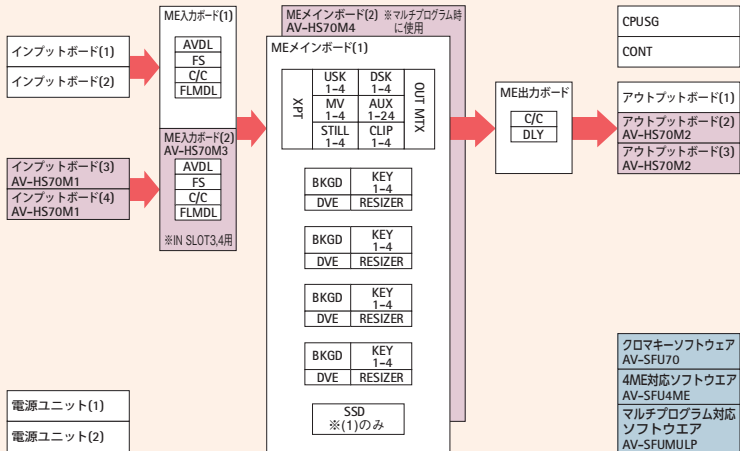 インプットボード(1)
インプットボード(2)
インプットボード(3)
AV-HS70M1
インプットボード(4)
AV-HS70M1
電源ユニット(1)
電源ユニット(2)
ME入力ボード(1)
AVDL
FS
C/C
FLMDL
ME入力ボード(2)
AV-HS70M3
AVDL
FS
C/C
FLMDL
※IN SLOT3,4用
MEメインボード(2) ※マルチプログラム時
AV-HS70M4 に使用
MEメインボード(1)
XPT
USK
1-4
DSK
1-4
MV
1-4
AUX
1-24
STILL
1-4
CLIP
1-4
OUT MTX
BKGD
KEY
1-4
DVE
RESIZER
BKGD
KEY
1-4
DVE
RESIZER
BKGD
KEY
1-4
DVE
RESIZER
BKGD
KEY
1-4
DVE
RESIZER
SSD
※(1)のみ
ME出力ボード
C/C
DLY
CPUSG
CONT
アウトプットボード(1)
アウトプットボード(2)
AV-HS70M2
アウトプットボード(3)
AV-HS70M2
クロマキーソフトウェア
AV-SFU70
4ME対応ソフトウエア
AV-SFU4ME
マルチプログラム対応
ソフトウエア
AV-SFUMULP